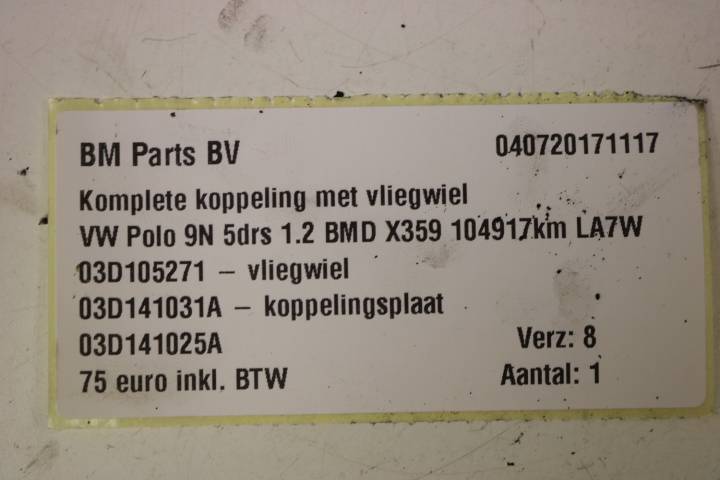 BM Parts BV 040720171117
Komplete koppeling met vliegwiel
VW Polo 9N 5drs 1.2 BMD X359 104917km LA7W
03D105271 – vliegwiel
03D141031A – koppelingsplaat
03D141025A Verz: 8
75 euro inkl. BTW Aantal: 1